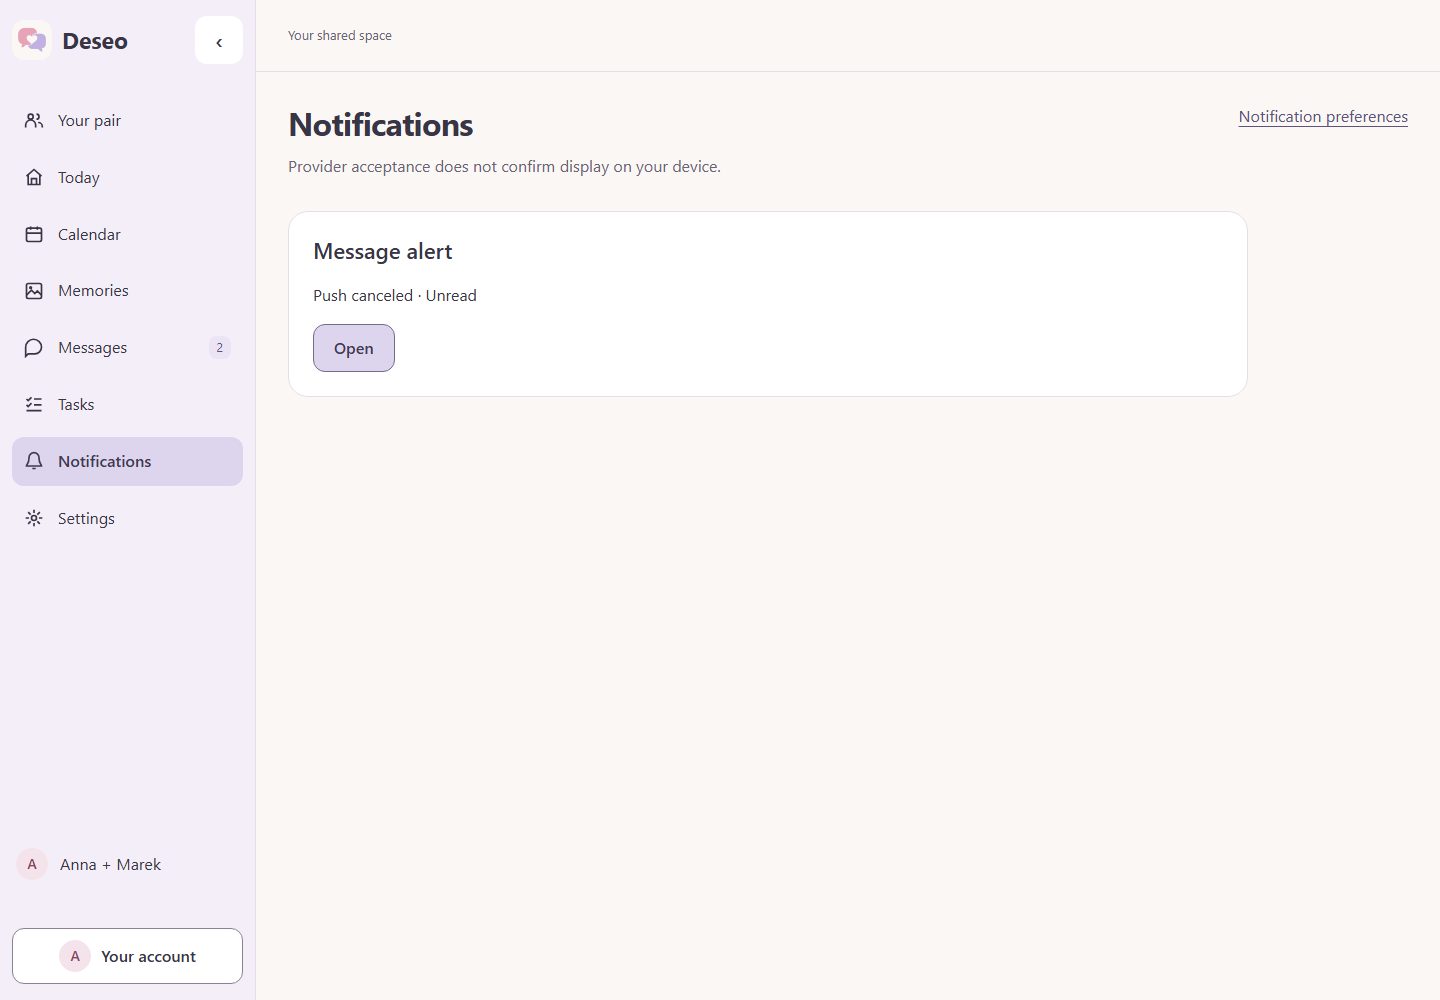 Deseo
‹
Your shared space
Your pair
Today
Calendar
Memories
Messages 2
Tasks
Notifications
Settings
A Anna + Marek
A Your account
Notifications
Notification preferences
Provider acceptance does not confirm display on your device.
Message alert
Push canceled · Unread
Open